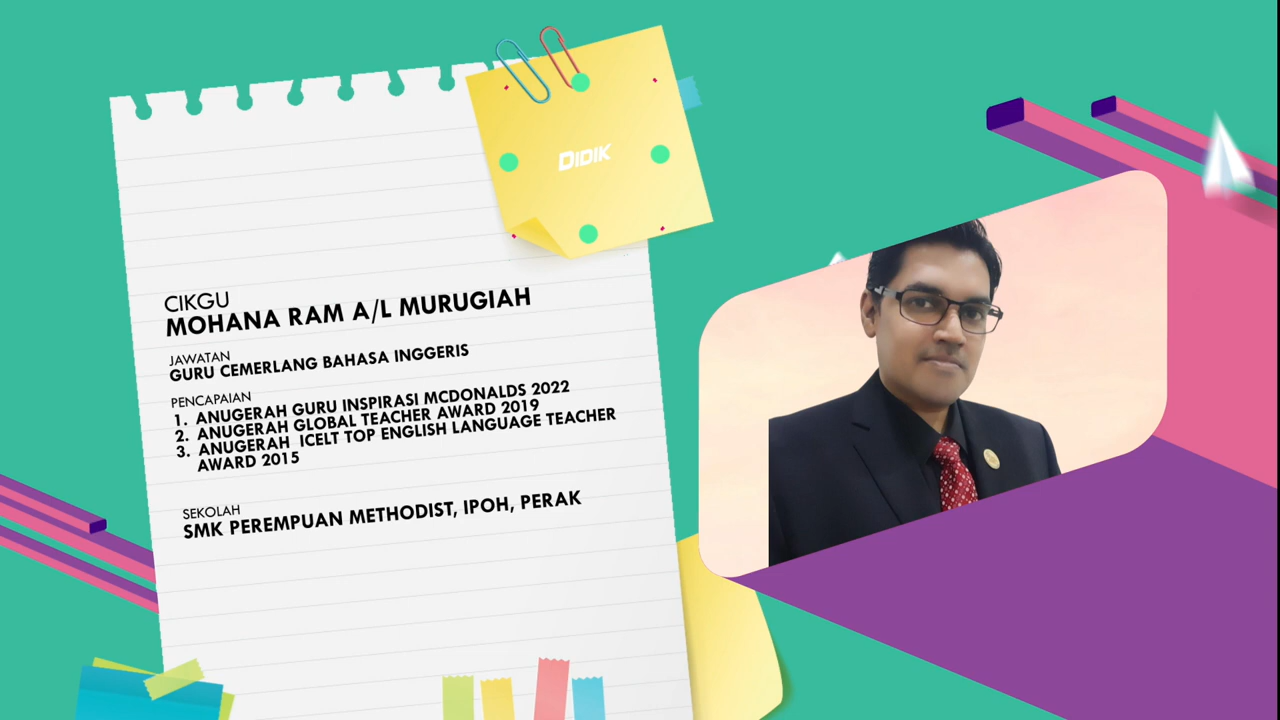 DIDIK
CIKGU
MOHANA RAM A/L MURUGIAH
JAWATAN
GURU CEMERLANG BAHASA INGGERIS
PENCAPAIAN
1. ANUGERAH GURU INSPIRASI MCDONALDS 2022
2. ANUGERAH GLOBAL TEACHER AWARD 2019
3. ANUGERAH ICELT TOP ENGLISH LANGUAGE TEACHER
AWARD 2015
SEKOLAH
SMK PEREMPUAN METHODIST, IPOH, PERAK